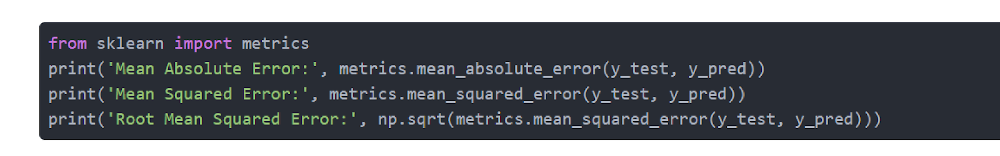 from sklearn import metrics
print('Mean Absolute Error:', metrics.mean_absolute_error(y_test, y_pred))
print('Mean Squared Error:', metrics.mean_squared_error(y_test, y_pred))
print('Root Mean Squared Error:', np.sqrt(metrics.mean_squared_error(y_test, y_pred)))